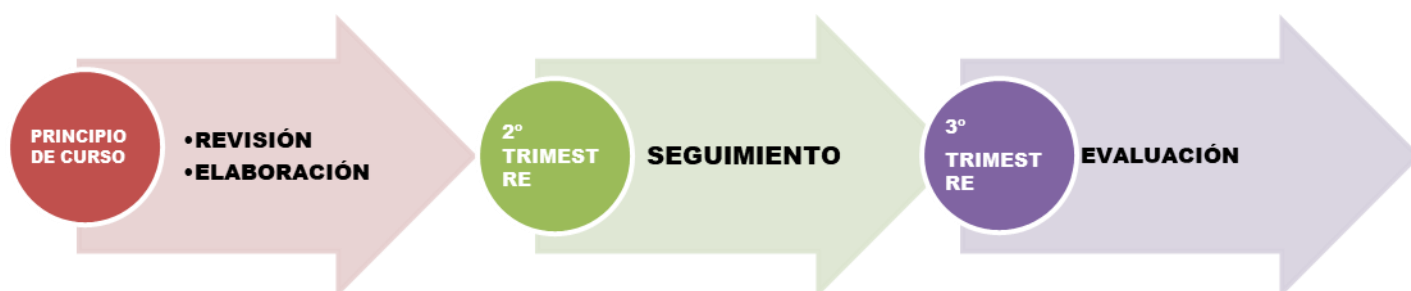 PRINCIPIO
DE CURSO
•REVISIÓN
•ELABORACIÓN
2º
TRIMEST
RE
SEGUIMIENTO
3º
TRIMEST
RE
EVALUACIÓN